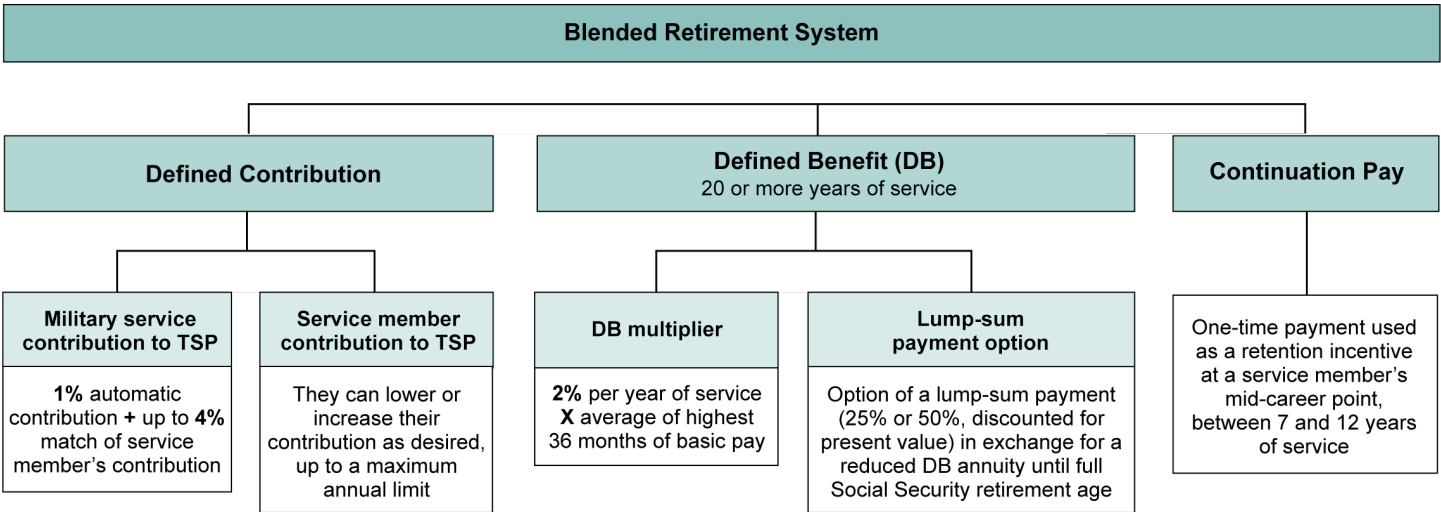 Blended Retirement System
Defined Contribution
Defined Benefit (DB)
20 or more years of service
Continuation Pay
Military service
contribution to TSP
1% automatic
contribution + up to 4%
match of service
member’s contribution
Service member
contribution to TSP
They can lower or
increase their
contribution as desired,
up to a maximum
annual limit
DB multiplier
2% per year of service
X average of highest
36 months of basic pay
Lump-sum
payment option
Option of a lump-sum payment
(25% or 50%, discounted for
present value) in exchange for a
reduced DB annuity until full
Social Security retirement age
One-time payment used
as a retention incentive
at a service member’s
mid-career point,
between 7 and 12 years
of service